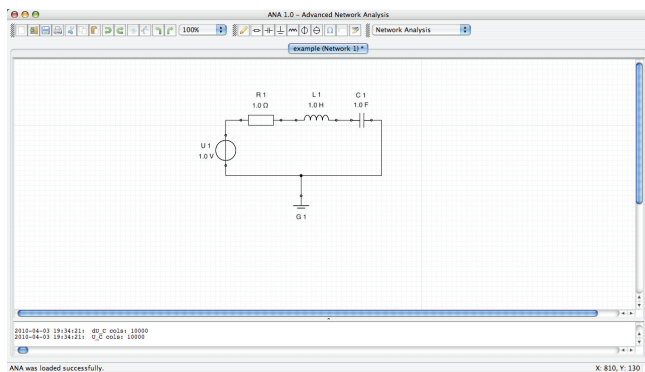 ANA 1.0 – Advanced Network Analysis
100%
Network Analysis
example (Network 1) *
R 1
1.0 Ω
L 1
1.0 H
C 1
1.0 F
U 1
1.0 V
G 1
2010-04-03 19:34:21: dU_C cols: 10000
2010-04-03 19:34:21: U_C cols: 10000
ANA was loaded successfully.
X: 810, Y: 130